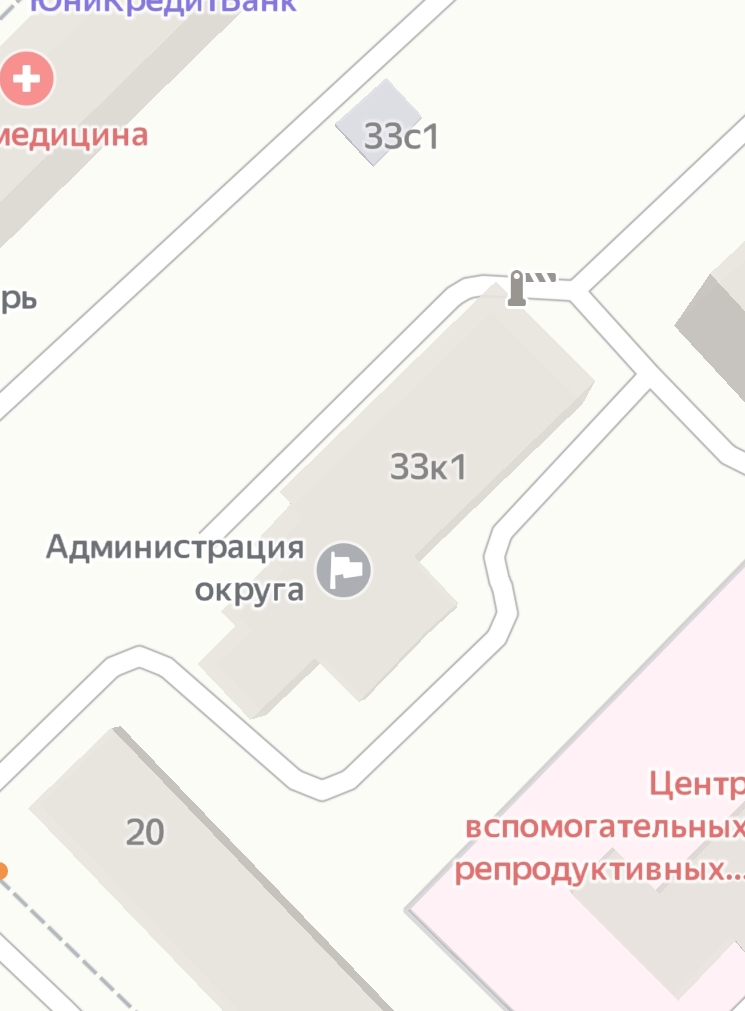 ЮниКредитБанк
33с1
медицина
рь
33к1
Администрация
округа
Центр
20
вспомогательных
репродуктивных...